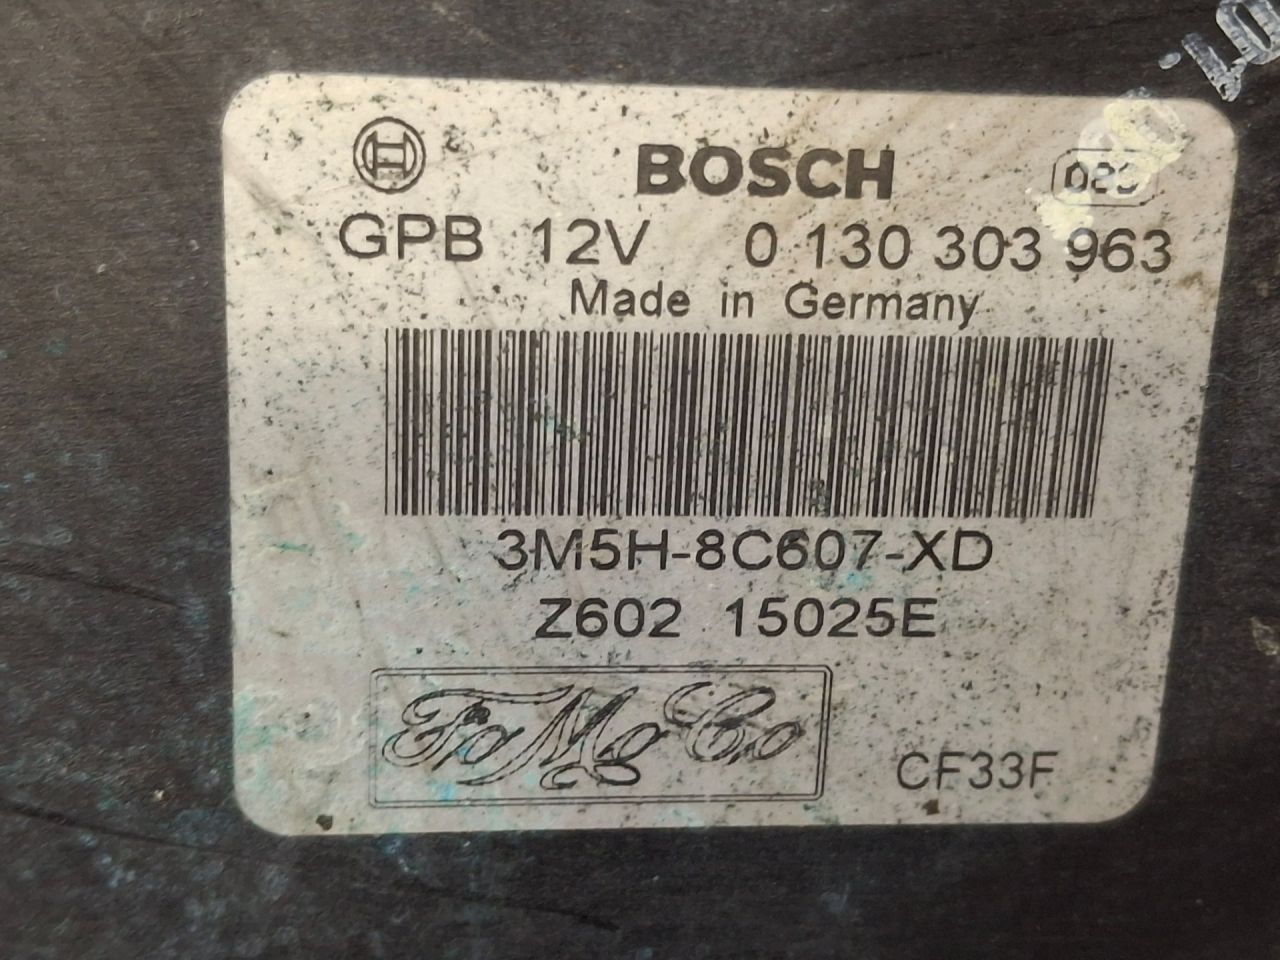 BOSCH
GPB 12V 0 130 303 963
Made in Germany
3M5H-8C607-XD
Z602 15025E
FoMoCo
CF33F